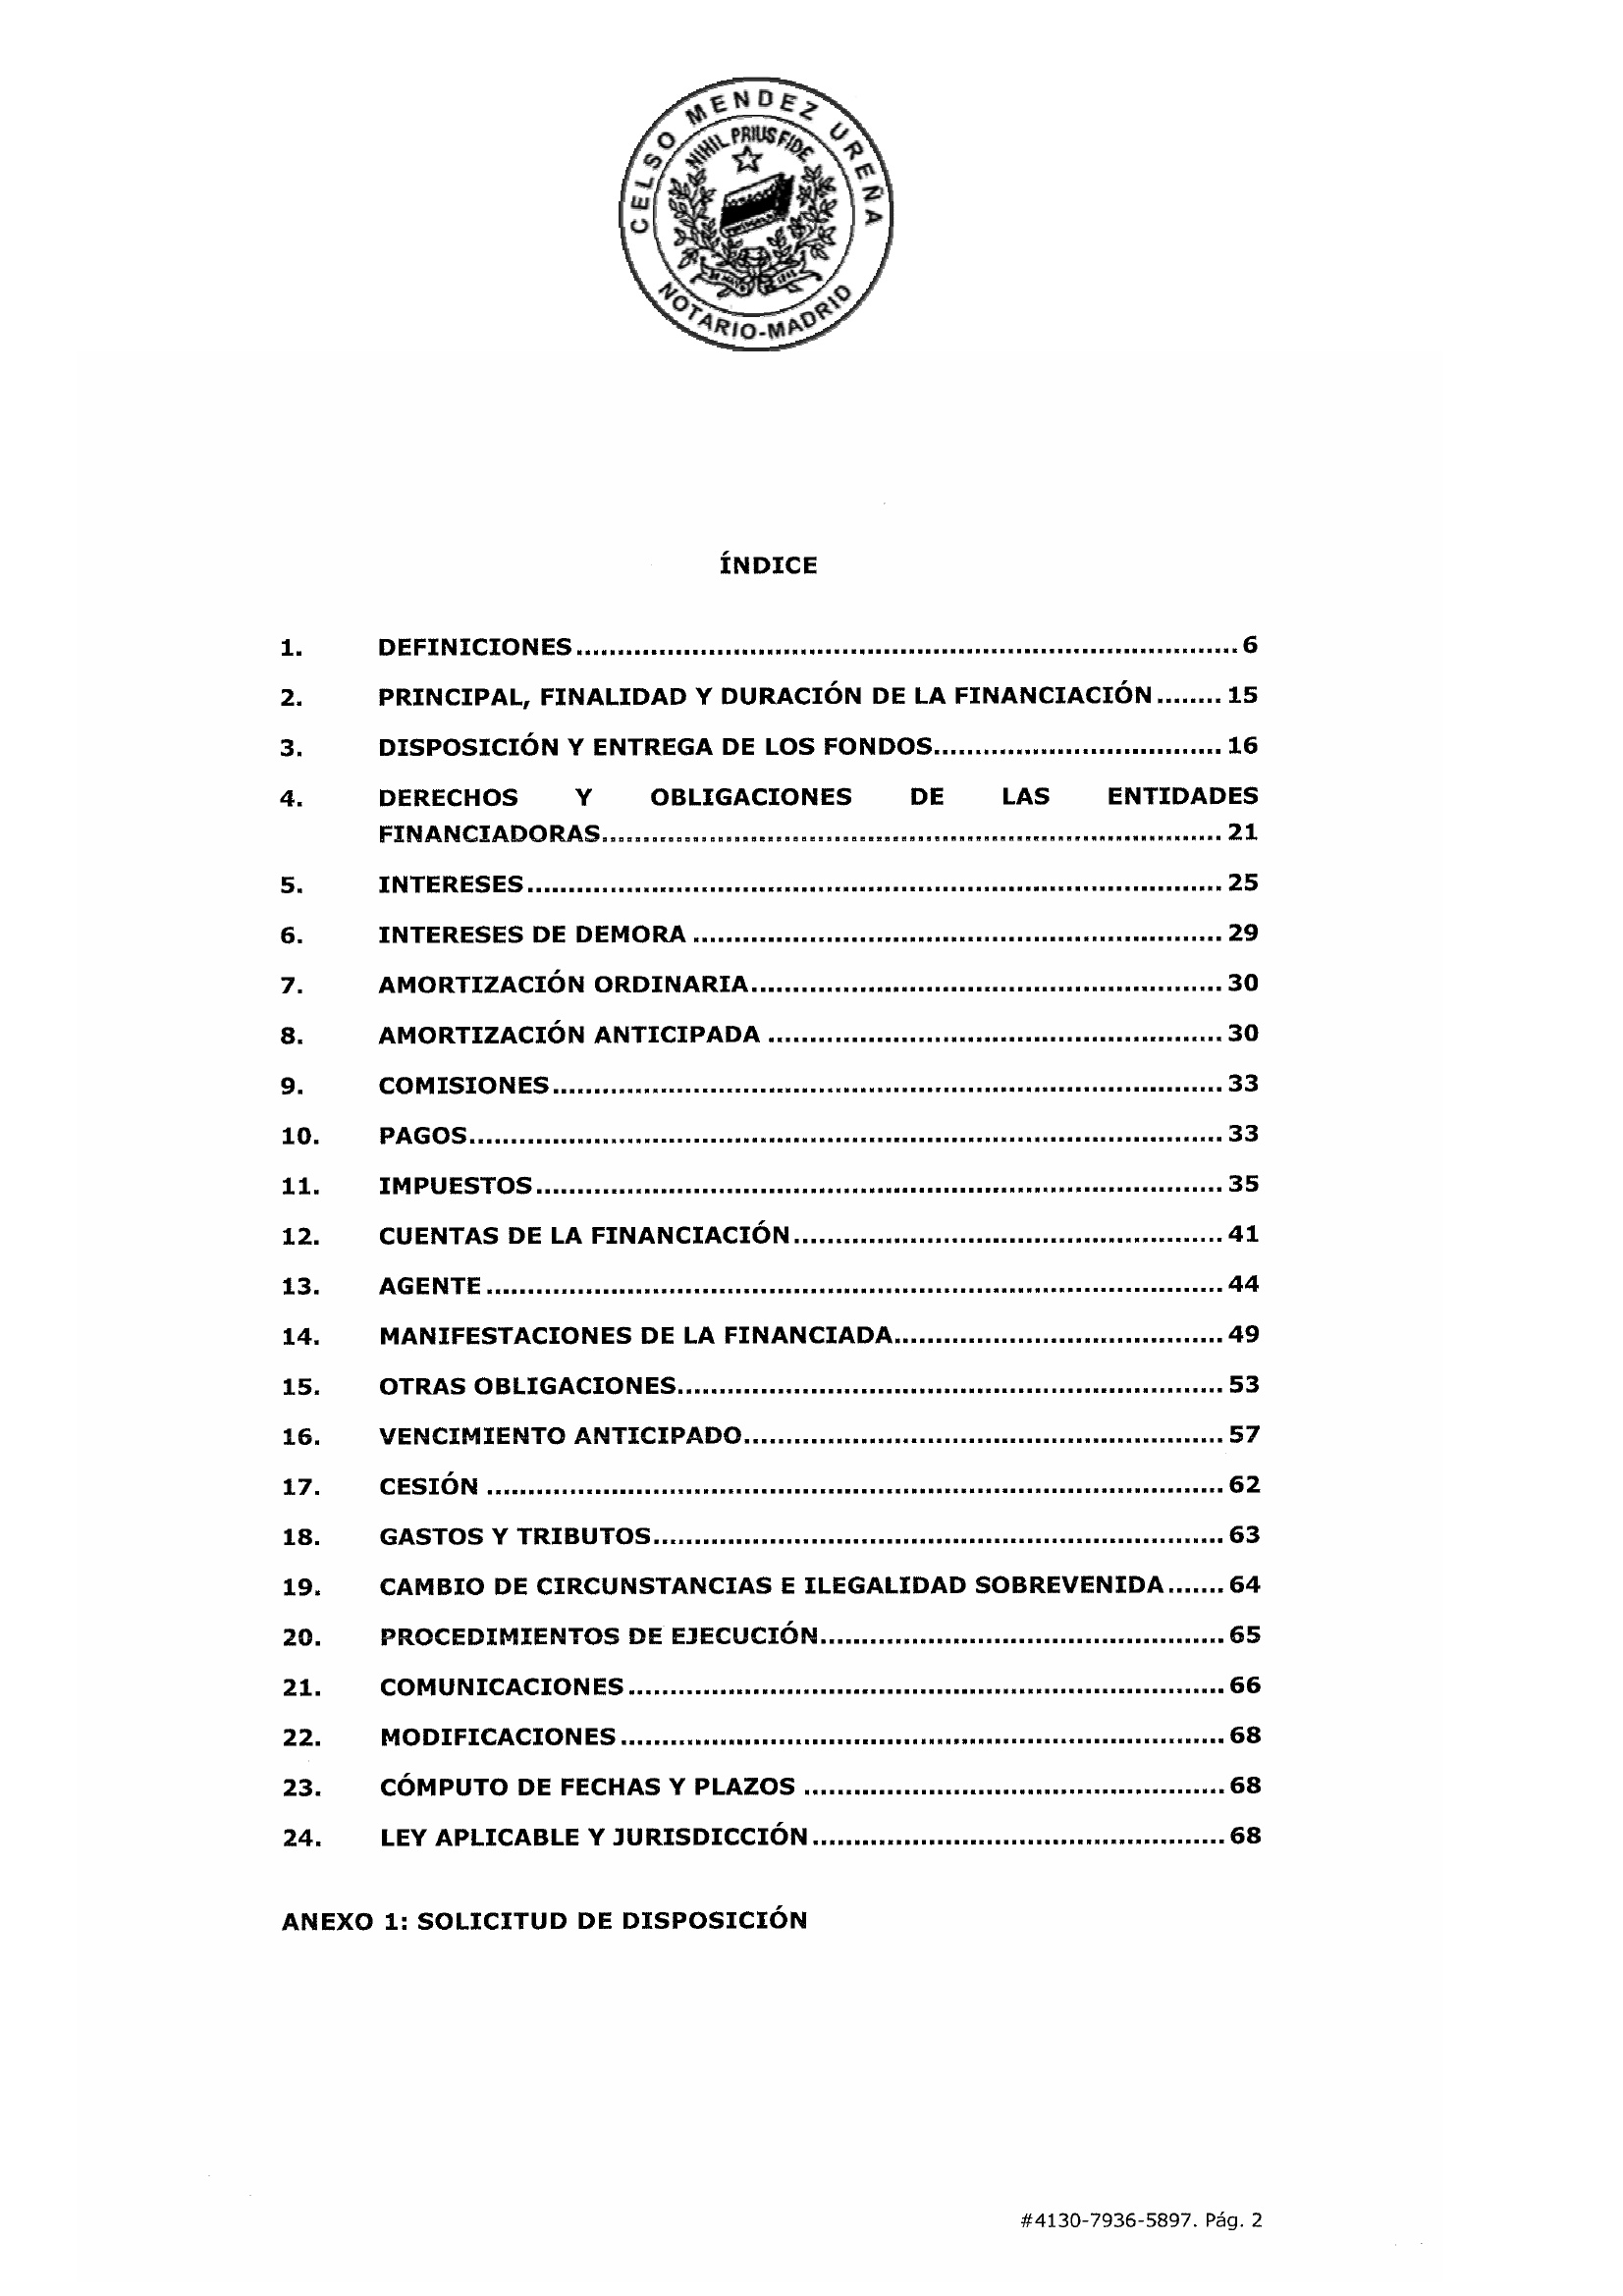 CELSO MENDEZ UREÑA
NIHIL PRIUS FIDE
NOTARIO-MADRID
ÍNDICE
1. DEFINICIONES 6
2. PRINCIPAL, FINALIDAD Y DURACIÓN DE LA FINANCIACIÓN 15
3. DISPOSICIÓN Y ENTREGA DE LOS FONDOS 16
4. DERECHOS Y OBLIGACIONES DE LAS ENTIDADES
FINANCIADORAS 21
5. INTERESES 25
6. INTERESES DE DEMORA 29
7. AMORTIZACIÓN ORDINARIA 30
8. AMORTIZACIÓN ANTICIPADA 30
9. COMISIONES 33
10. PAGOS 33
11. IMPUESTOS 35
12. CUENTAS DE LA FINANCIACIÓN 41
13. AGENTE 44
14. MANIFESTACIONES DE LA FINANCIADA 49
15. OTRAS OBLIGACIONES 53
16. VENCIMIENTO ANTICIPADO 57
17. CESIÓN 62
18. GASTOS Y TRIBUTOS 63
19. CAMBIO DE CIRCUNSTANCIAS E ILEGALIDAD SOBREVENIDA 64
20. PROCEDIMIENTOS DE EJECUCIÓN 65
21. COMUNICACIONES 66
22. MODIFICACIONES 68
23. CÓMPUTO DE FECHAS Y PLAZOS 68
24. LEY APLICABLE Y JURISDICCIÓN 68
ANEXO 1: SOLICITUD DE DISPOSICIÓN
#4130-7936-5897. Pág. 2